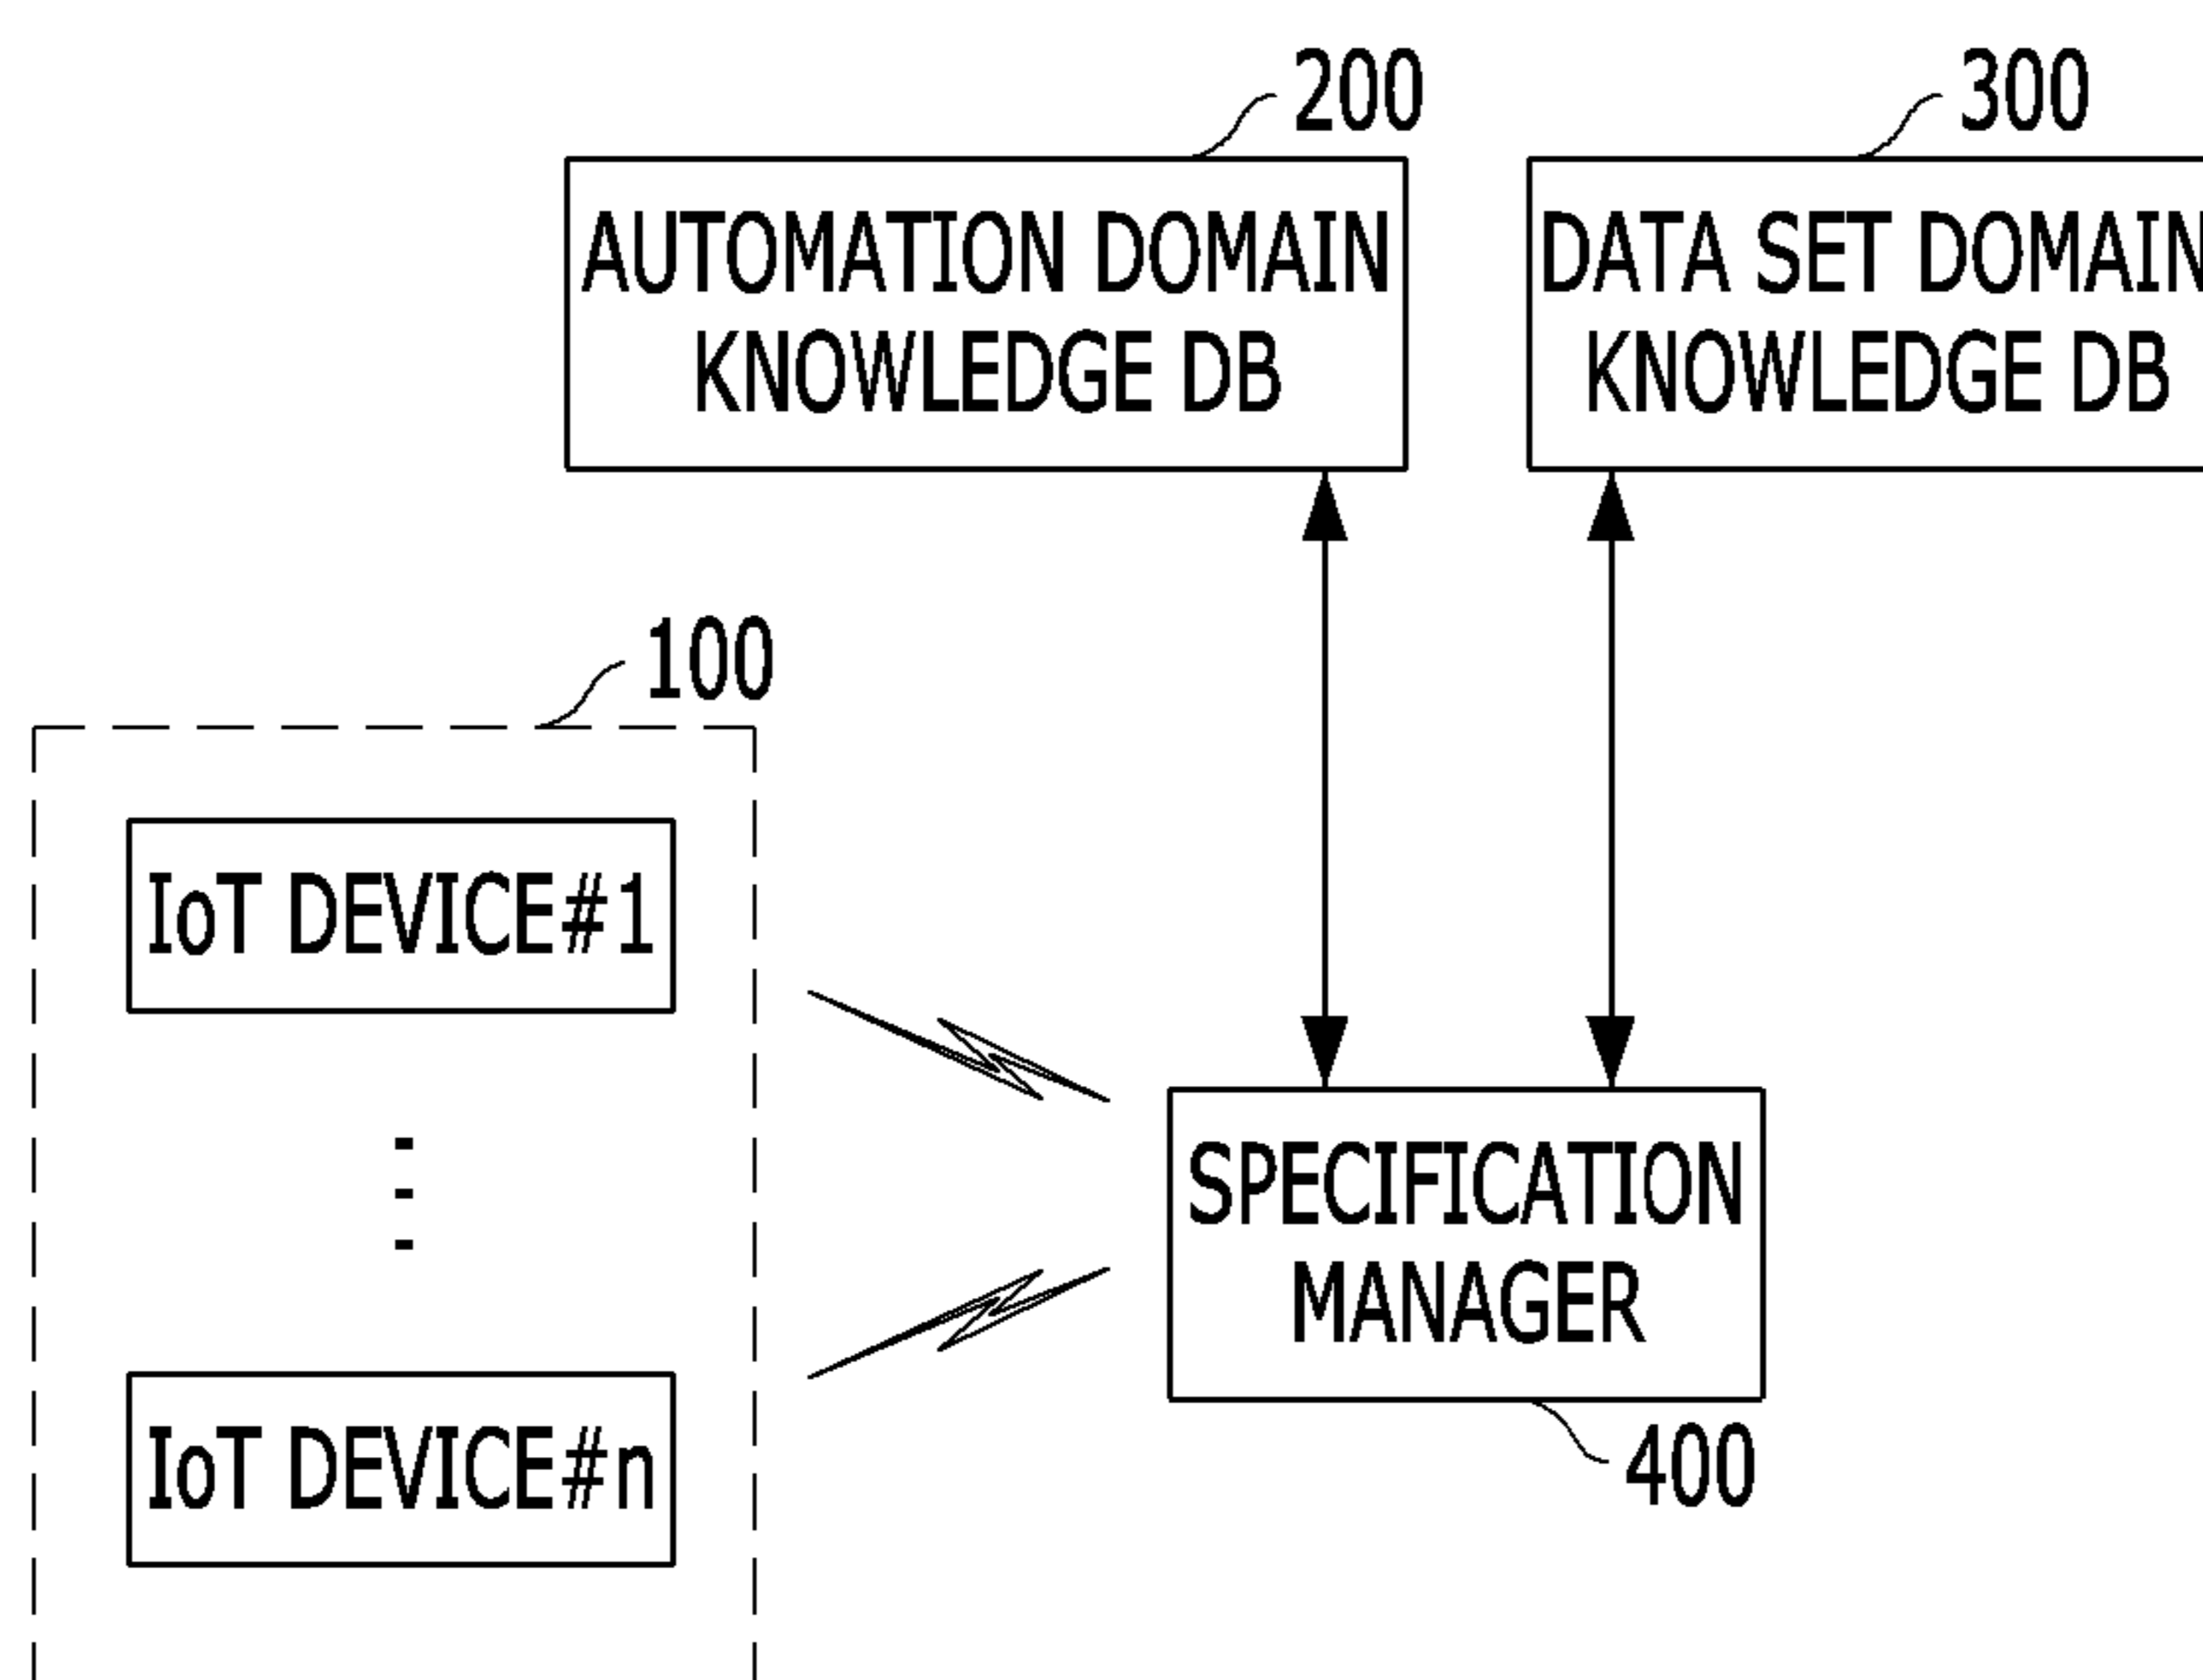 200
300
AUTOMATION DOMAIN
KNOWLEDGE DB
DATA SET DOMAIN
KNOWLEDGE DB
100
IoT DEVICE#1
SPECIFICATION
MANAGER
IoT DEVICE#n
400